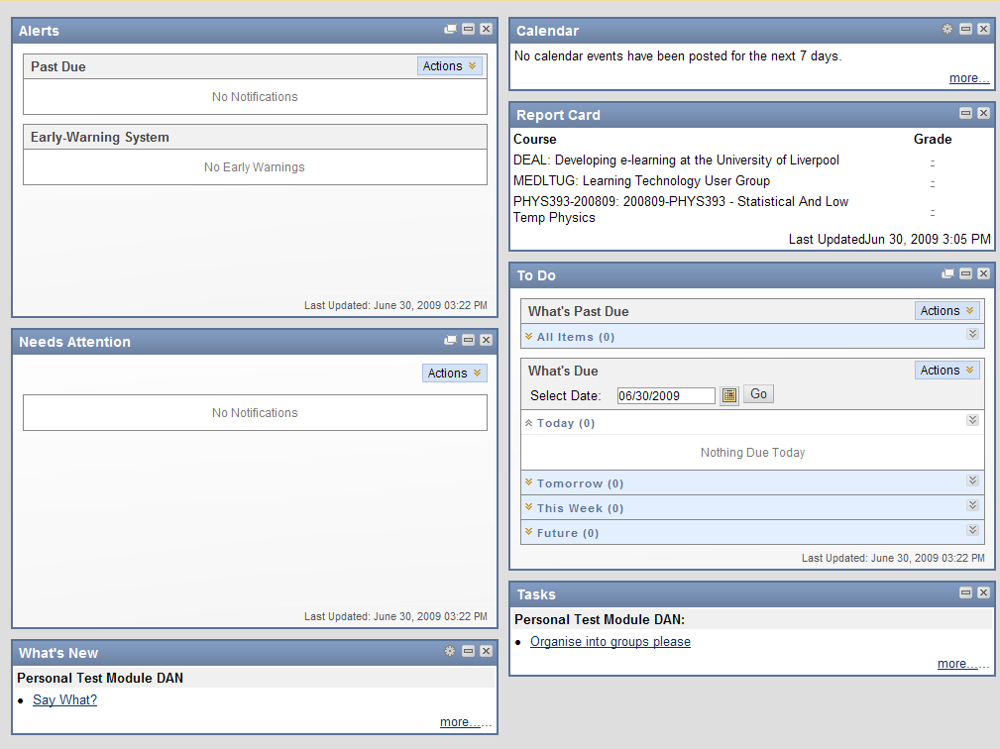 Alerts
Past Due
Actions
No Notifications
Early-Warning System
No Early Warnings
Last Updated: June 30, 2009 03:22 PM
Needs Attention
Actions
No Notifications
Last Updated: June 30, 2009 03:22 PM
What's New
Personal Test Module DAN
• Say What?
more......
Calendar
No calendar events have been posted for the next 7 days.
more...
Report Card
Course Grade
DEAL: Developing e-learning at the University of Liverpool -
MEDLTUG: Learning Technology User Group -
PHYS393-200809: 200809-PHYS393 - Statistical And Low
Temp Physics -
Last UpdatedJun 30, 2009 3:05 PM
To Do
What's Past Due
Actions
All Items (0)
What's Due
Actions
Select Date: 06/30/2009 Go
Today (0)
Nothing Due Today
Tomorrow (0)
This Week (0)
Future (0)
Last Updated: June 30, 2009 03:22 PM
Tasks
Personal Test Module DAN:
• Organise into groups please
more......